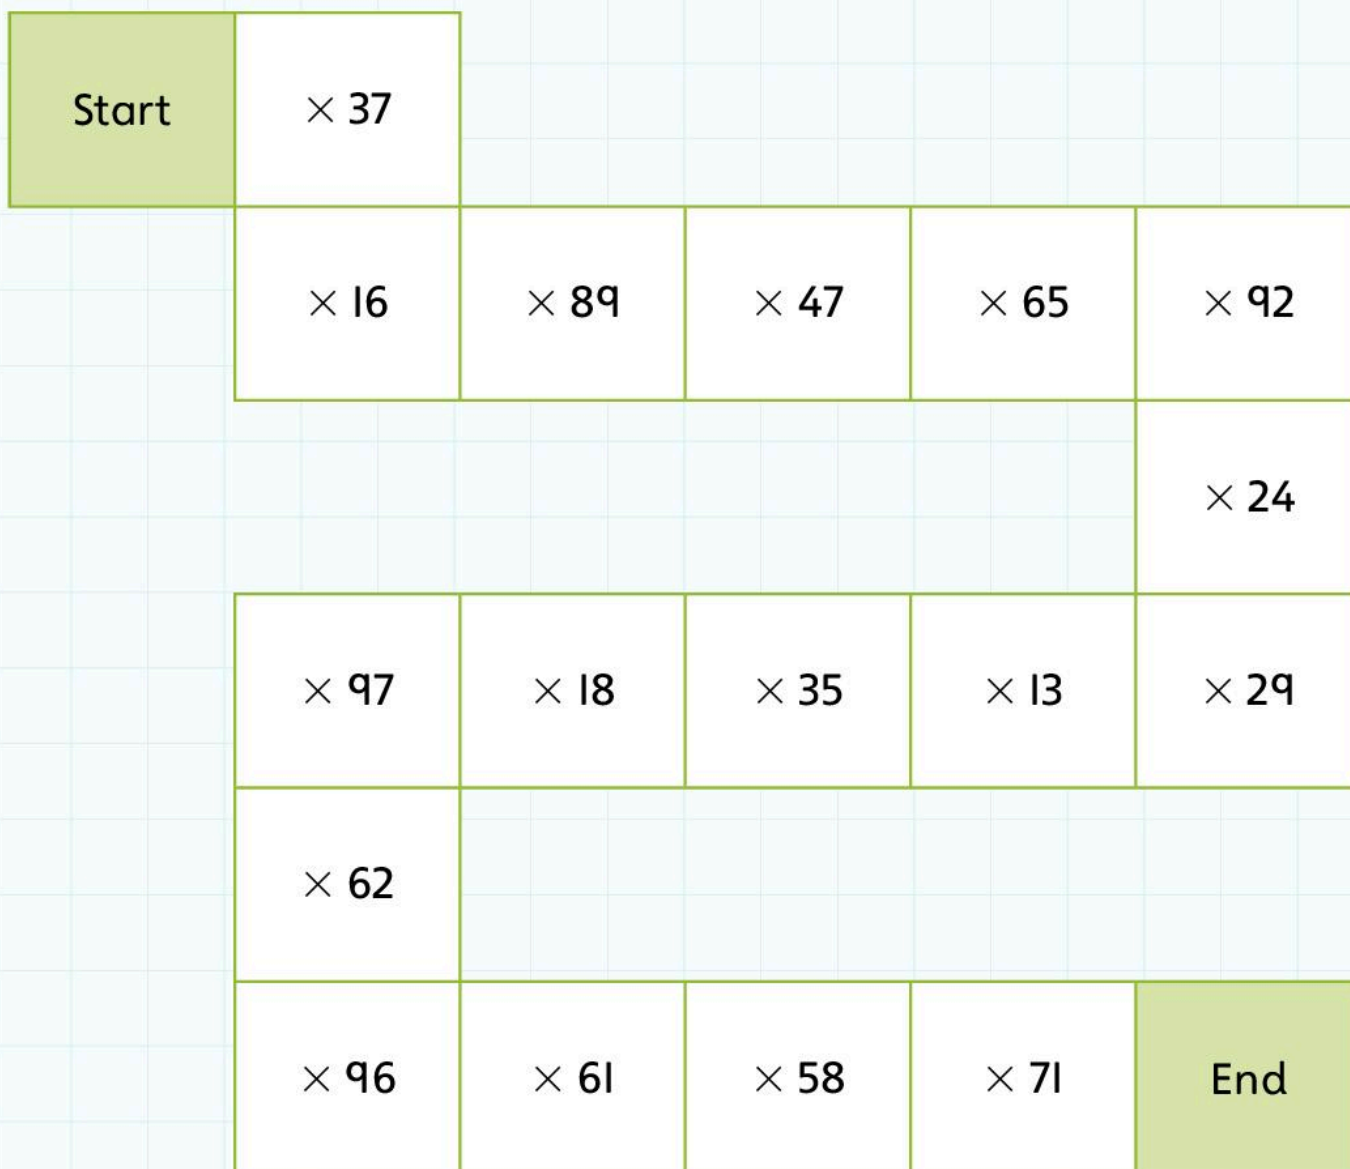 Start × 37
× 16 × 89 × 47 × 65 × 92
× 24
× 97 × 18 × 35 × 13 × 29
× 62
× 96 × 61 × 58 × 71 End